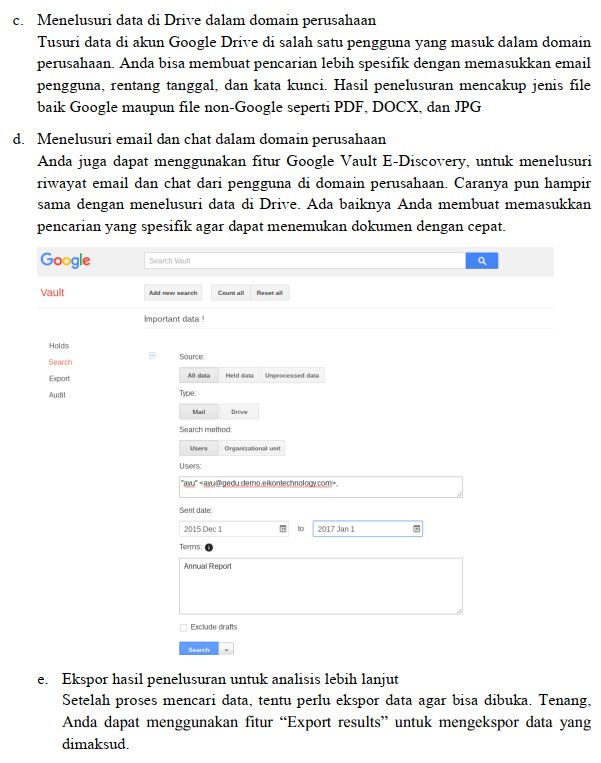 c. Menelusuri data di Drive dalam domain perusahaan
Tusuri data di akun Google Drive di salah satu pengguna yang masuk dalam domain
perusahaan. Anda bisa membuat pencarian lebih spesifik dengan memasukkan email
pengguna, rentang tanggal, dan kata kunci. Hasil penelusuran mencakup jenis file
baik Google maupun file non-Google seperti PDF, DOCX, dan JPG
d. Menelusuri email dan chat dalam domain perusahaan
Anda juga dapat menggunakan fitur Google Vault E-Discovery, untuk menelusuri
riwayat email dan chat dari pengguna di domain perusahaan. Caranya pun hampir
sama dengan menelusuri data di Drive. Ada baiknya Anda membuat memasukkan
pencarian yang spesifik agar dapat menemukan dokumen dengan cepat.
Google Search Vault
Vault Add new search Count all Reset all
Important data !
Holds
Search
Export
Audit
Source:
All data Held data Unprocessed data
Type:
Mail Drive
Search method:
Users Organizational unit
Users:
"ayu" <ayu@gedu.demo.eikontechnology.com>,
Sent date:
2015 Dec 1 to 2017 Jan 1
Terms:
Annual Report
Exclude drafts
Search
e. Ekspor hasil penelusuran untuk analisis lebih lanjut
Setelah proses mencari data, tentu perlu ekspor data agar bisa dibuka. Tenang,
Anda dapat menggunakan fitur “Export results” untuk mengekspor data yang
dimaksud.